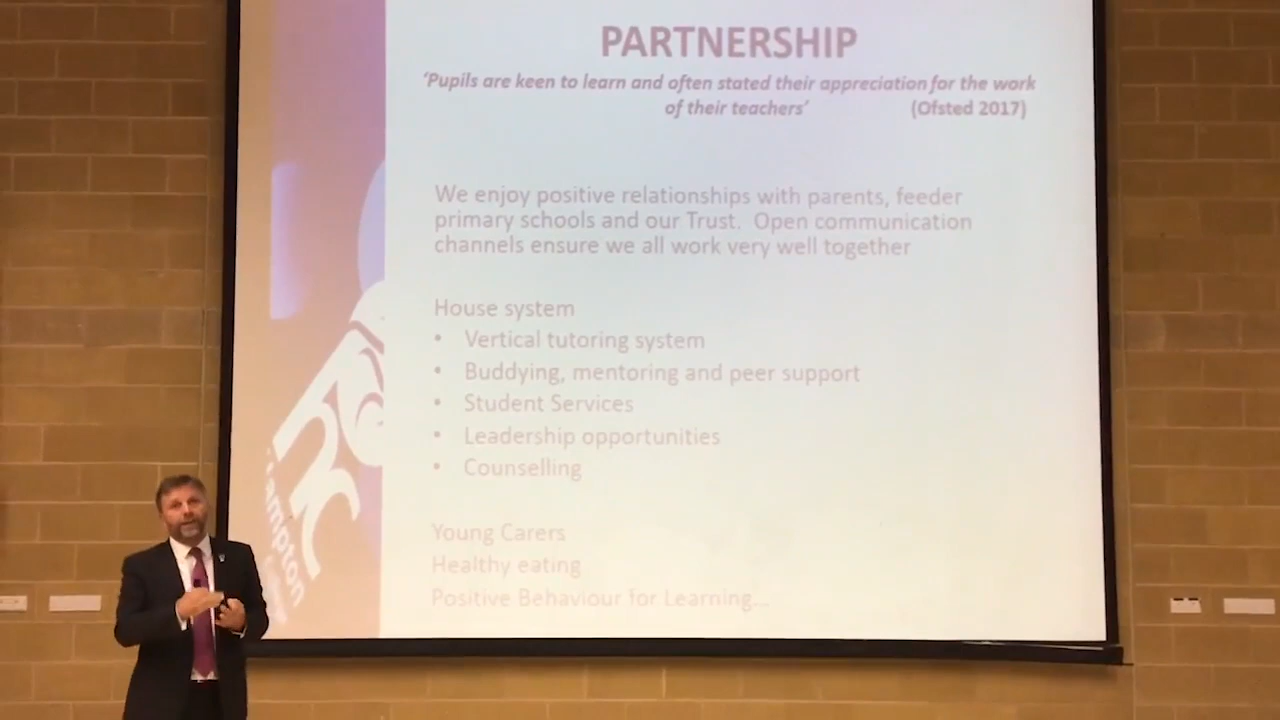 PARTNERSHIP
‘Pupils are keen to learn and often stated their appreciation for the work
of their teachers’ (Ofsted 2017)
We enjoy positive relationships with parents, feeder
primary schools and our Trust. Open communication
channels ensure we all work very well together
House system
• Vertical tutoring system
• Buddying, mentoring and peer support
• Student Services
• Leadership opportunities
• Counselling
Young Carers
Healthy eating
Positive Behaviour for Learning...